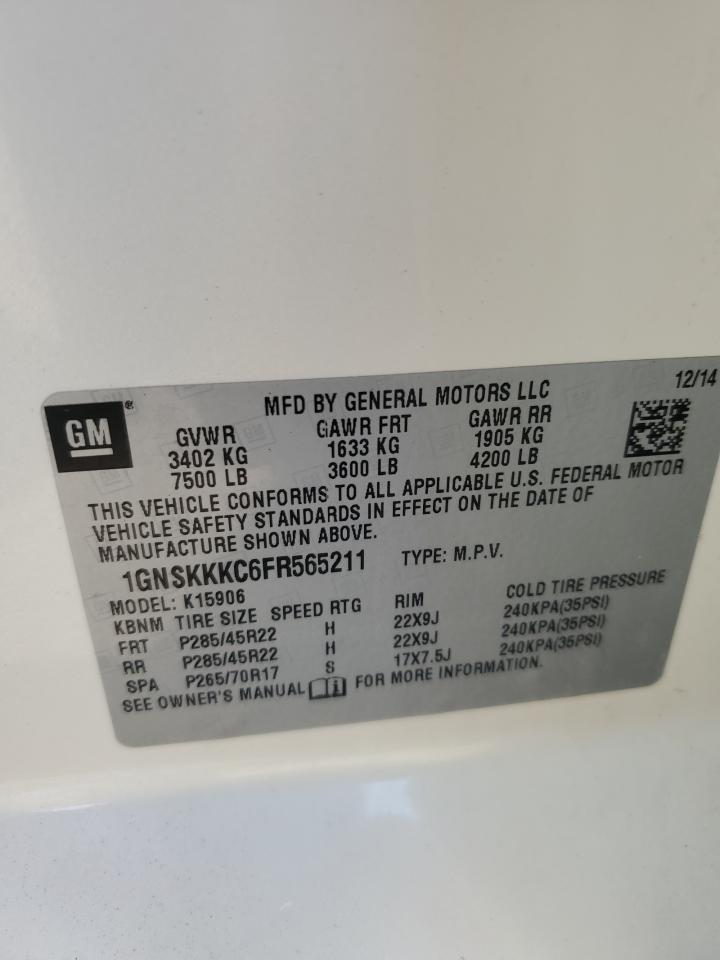 12/14
MFD BY GENERAL MOTORS LLC
GM®
GVWR GAWR FRT GAWR RR
3402 KG 1633 KG 1905 KG
7500 LB 3600 LB 4200 LB
THIS VEHICLE CONFORMS TO ALL APPLICABLE U.S. FEDERAL MOTOR
VEHICLE SAFETY STANDARDS IN EFFECT ON THE DATE OF
MANUFACTURE SHOWN ABOVE.
1GNSKKKC6FR565211 TYPE: M.P.V.
MODEL: K15906
KBNM TIRE SIZE SPEED RTG RIM COLD TIRE PRESSURE
FRT P285/45R22 H 22X9J 240KPA(35PSI)
RR P285/45R22 H 22X9J 240KPA(35PSI)
SPA P265/70R17 S 17X7.5J 240KPA(35PSI)
SEE OWNER'S MANUAL FOR MORE INFORMATION.